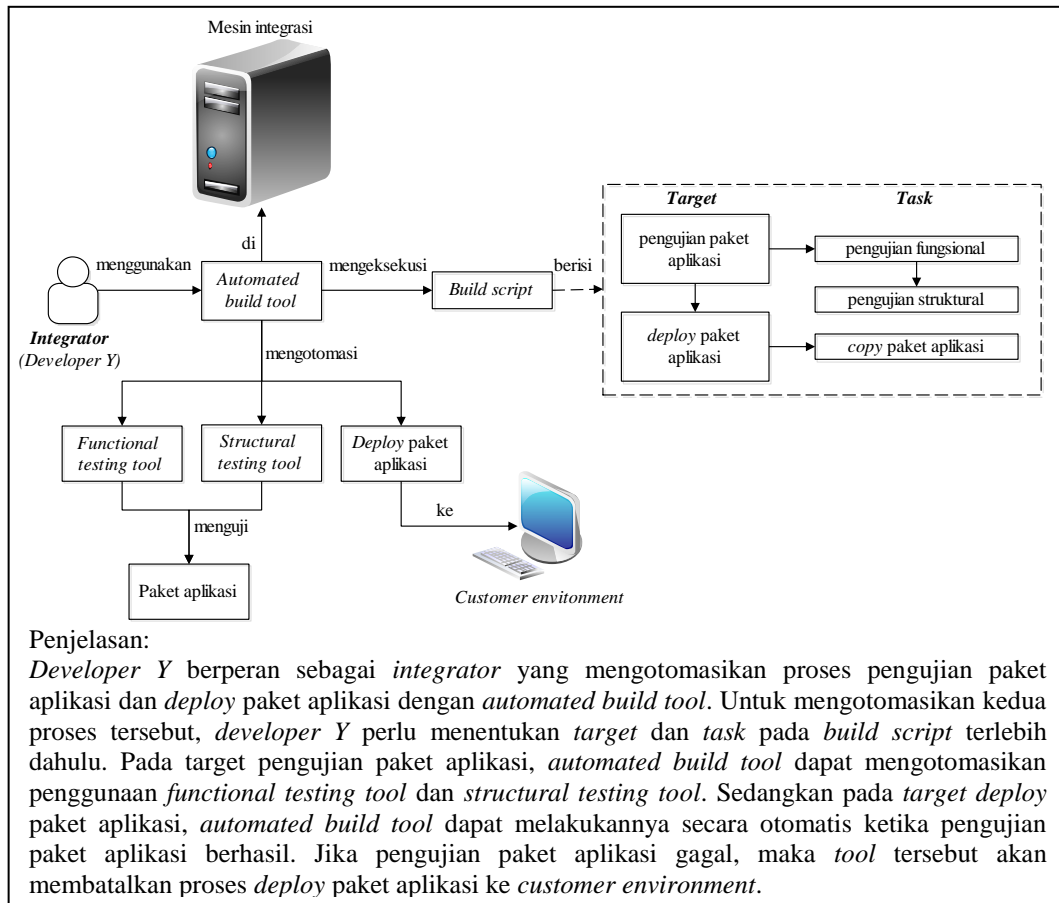 Mesin integrasi
di
menggunakan
Integrator
(Developer Y)
Automated
build tool
mengeksekusi
Build script
berisi
Target
Task
pengujian paket
aplikasi
pengujian fungsional
pengujian struktural
deploy paket
aplikasi
copy paket aplikasi
mengotomasi
Functional
testing tool
Structural
testing tool
Deploy paket
aplikasi
menguji
ke
Paket aplikasi
Customer envitonment
Penjelasan:
Developer Y berperan sebagai integrator yang mengotomasikan proses pengujian paket
aplikasi dan deploy paket aplikasi dengan automated build tool. Untuk mengotomasikan kedua
proses tersebut, developer Y perlu menentukan target dan task pada build script terlebih
dahulu. Pada target pengujian paket aplikasi, automated build tool dapat mengotomasikan
penggunaan functional testing tool dan structural testing tool. Sedangkan pada target deploy
paket aplikasi, automated build tool dapat melakukannya secara otomatis ketika pengujian
paket aplikasi berhasil. Jika pengujian paket aplikasi gagal, maka tool tersebut akan
membatalkan proses deploy paket aplikasi ke customer environment.